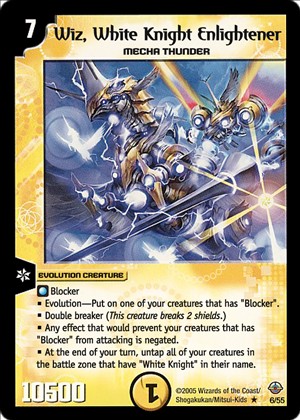 7 Wiz, White Knight Enlightener
MECHA THUNDER
EVOLUTION CREATURE
Blocker
▪ Evolution—Put on one of your creatures that has "Blocker".
▪ Double breaker (This creature breaks 2 shields.)
▪ Any effect that would prevent your creatures that has
"Blocker" from attacking is negated.
▪ At the end of your turn, untap all of your creatures in
the battle zone that have "White Knight" in their name.
10500
1
©2005 Wizards of the Coast/
Shogakukan/Mitsui-Kids ★ 6/55